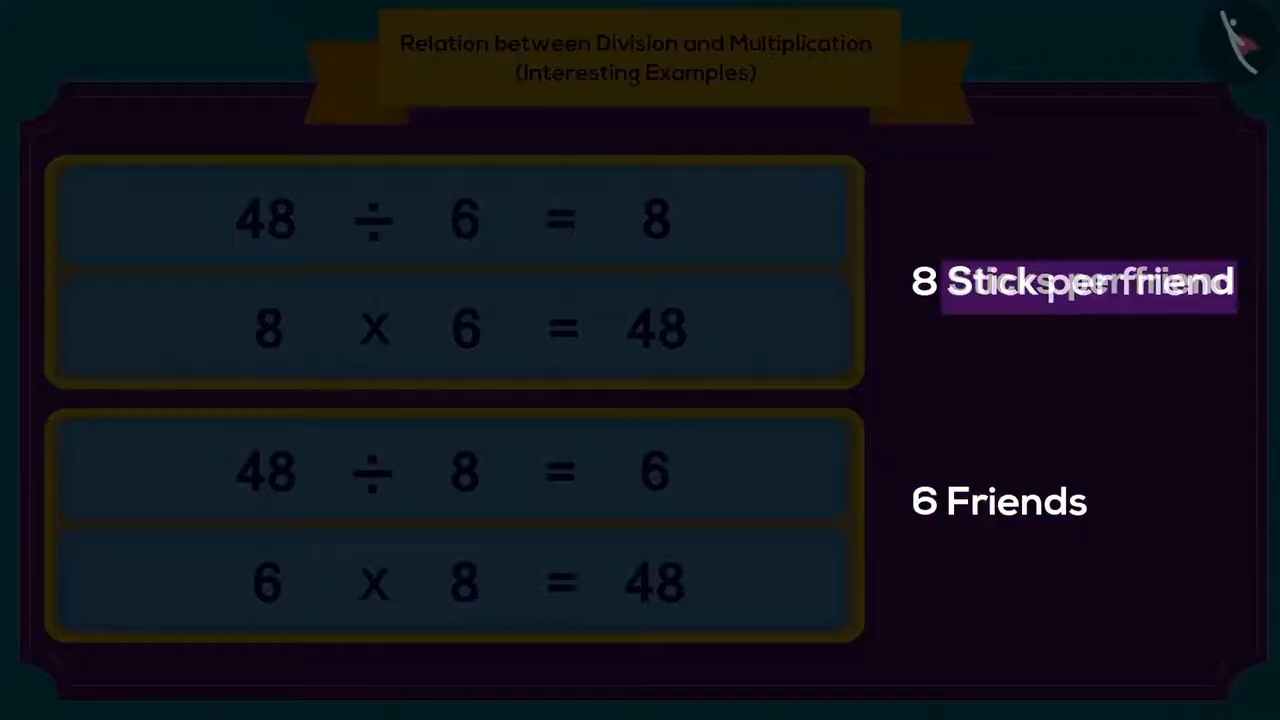 Relation between Division and Multiplication
(Interesting Examples)
48 ÷ 6 = 8
8 x 6 = 48
8 Sticks per friend
48 ÷ 8 = 6
6 x 8 = 48
6 Friends